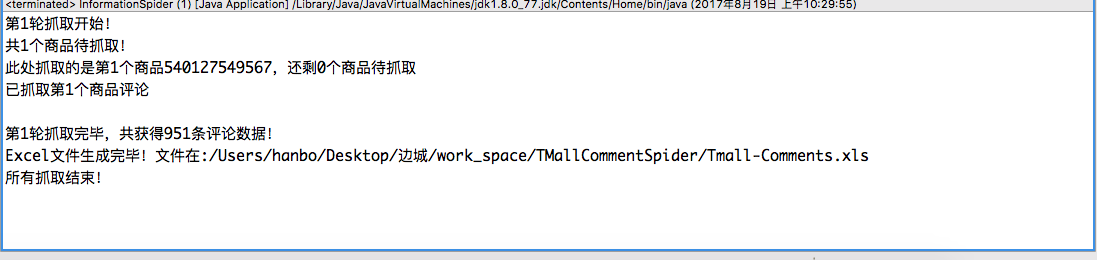 <terminated> InformationSpider (1) [Java Application] /Library/Java/JavaVirtualMachines/jdk1.8.0_77.jdk/Contents/Home/bin/java (2017年8月19日 上午10:29:55)
第1轮抓取开始！
共1个商品待抓取！
此处抓取的是第1个商品540127549567，还剩0个商品待抓取
已抓取第1个商品评论
第1轮抓取完毕，共获得951条评论数据！
Excel文件生成完毕！文件在:/Users/hanbo/Desktop/边城/work_space/TMallCommentSpider/Tmall-Comments.xls
所有抓取结束！